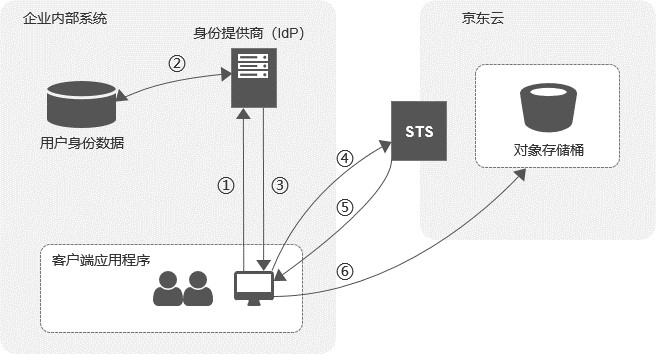 企业内部系统
京东云
身份提供商（IdP）
②
用户身份数据
STS
对象存储桶
①
③
④
⑤
客户端应用程序
⑥